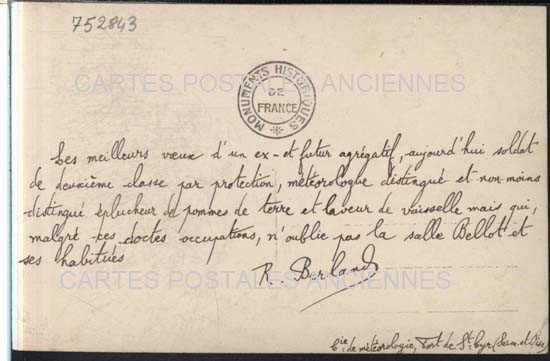 752843
CARTES POSTALES ANCIENNES
MONUMENTS HISTORIQUES
DE
FRANCE
Les meilleurs vœux d'un ex- et futur agrégatif, aujourd'hui soldat
de deuxième classe par protection, météorologue distingué et non moins
distingué éplucheur de pommes de terre et laveur de vaisselle mais qui,
malgré ces doctes occupations, n'oublie pas la salle Bellot et
ses habitués
CARTES POSTALES ANCIENNES
R. Berland
Cie de météorologie, Fort de St-Cyr (Seine et Oise)